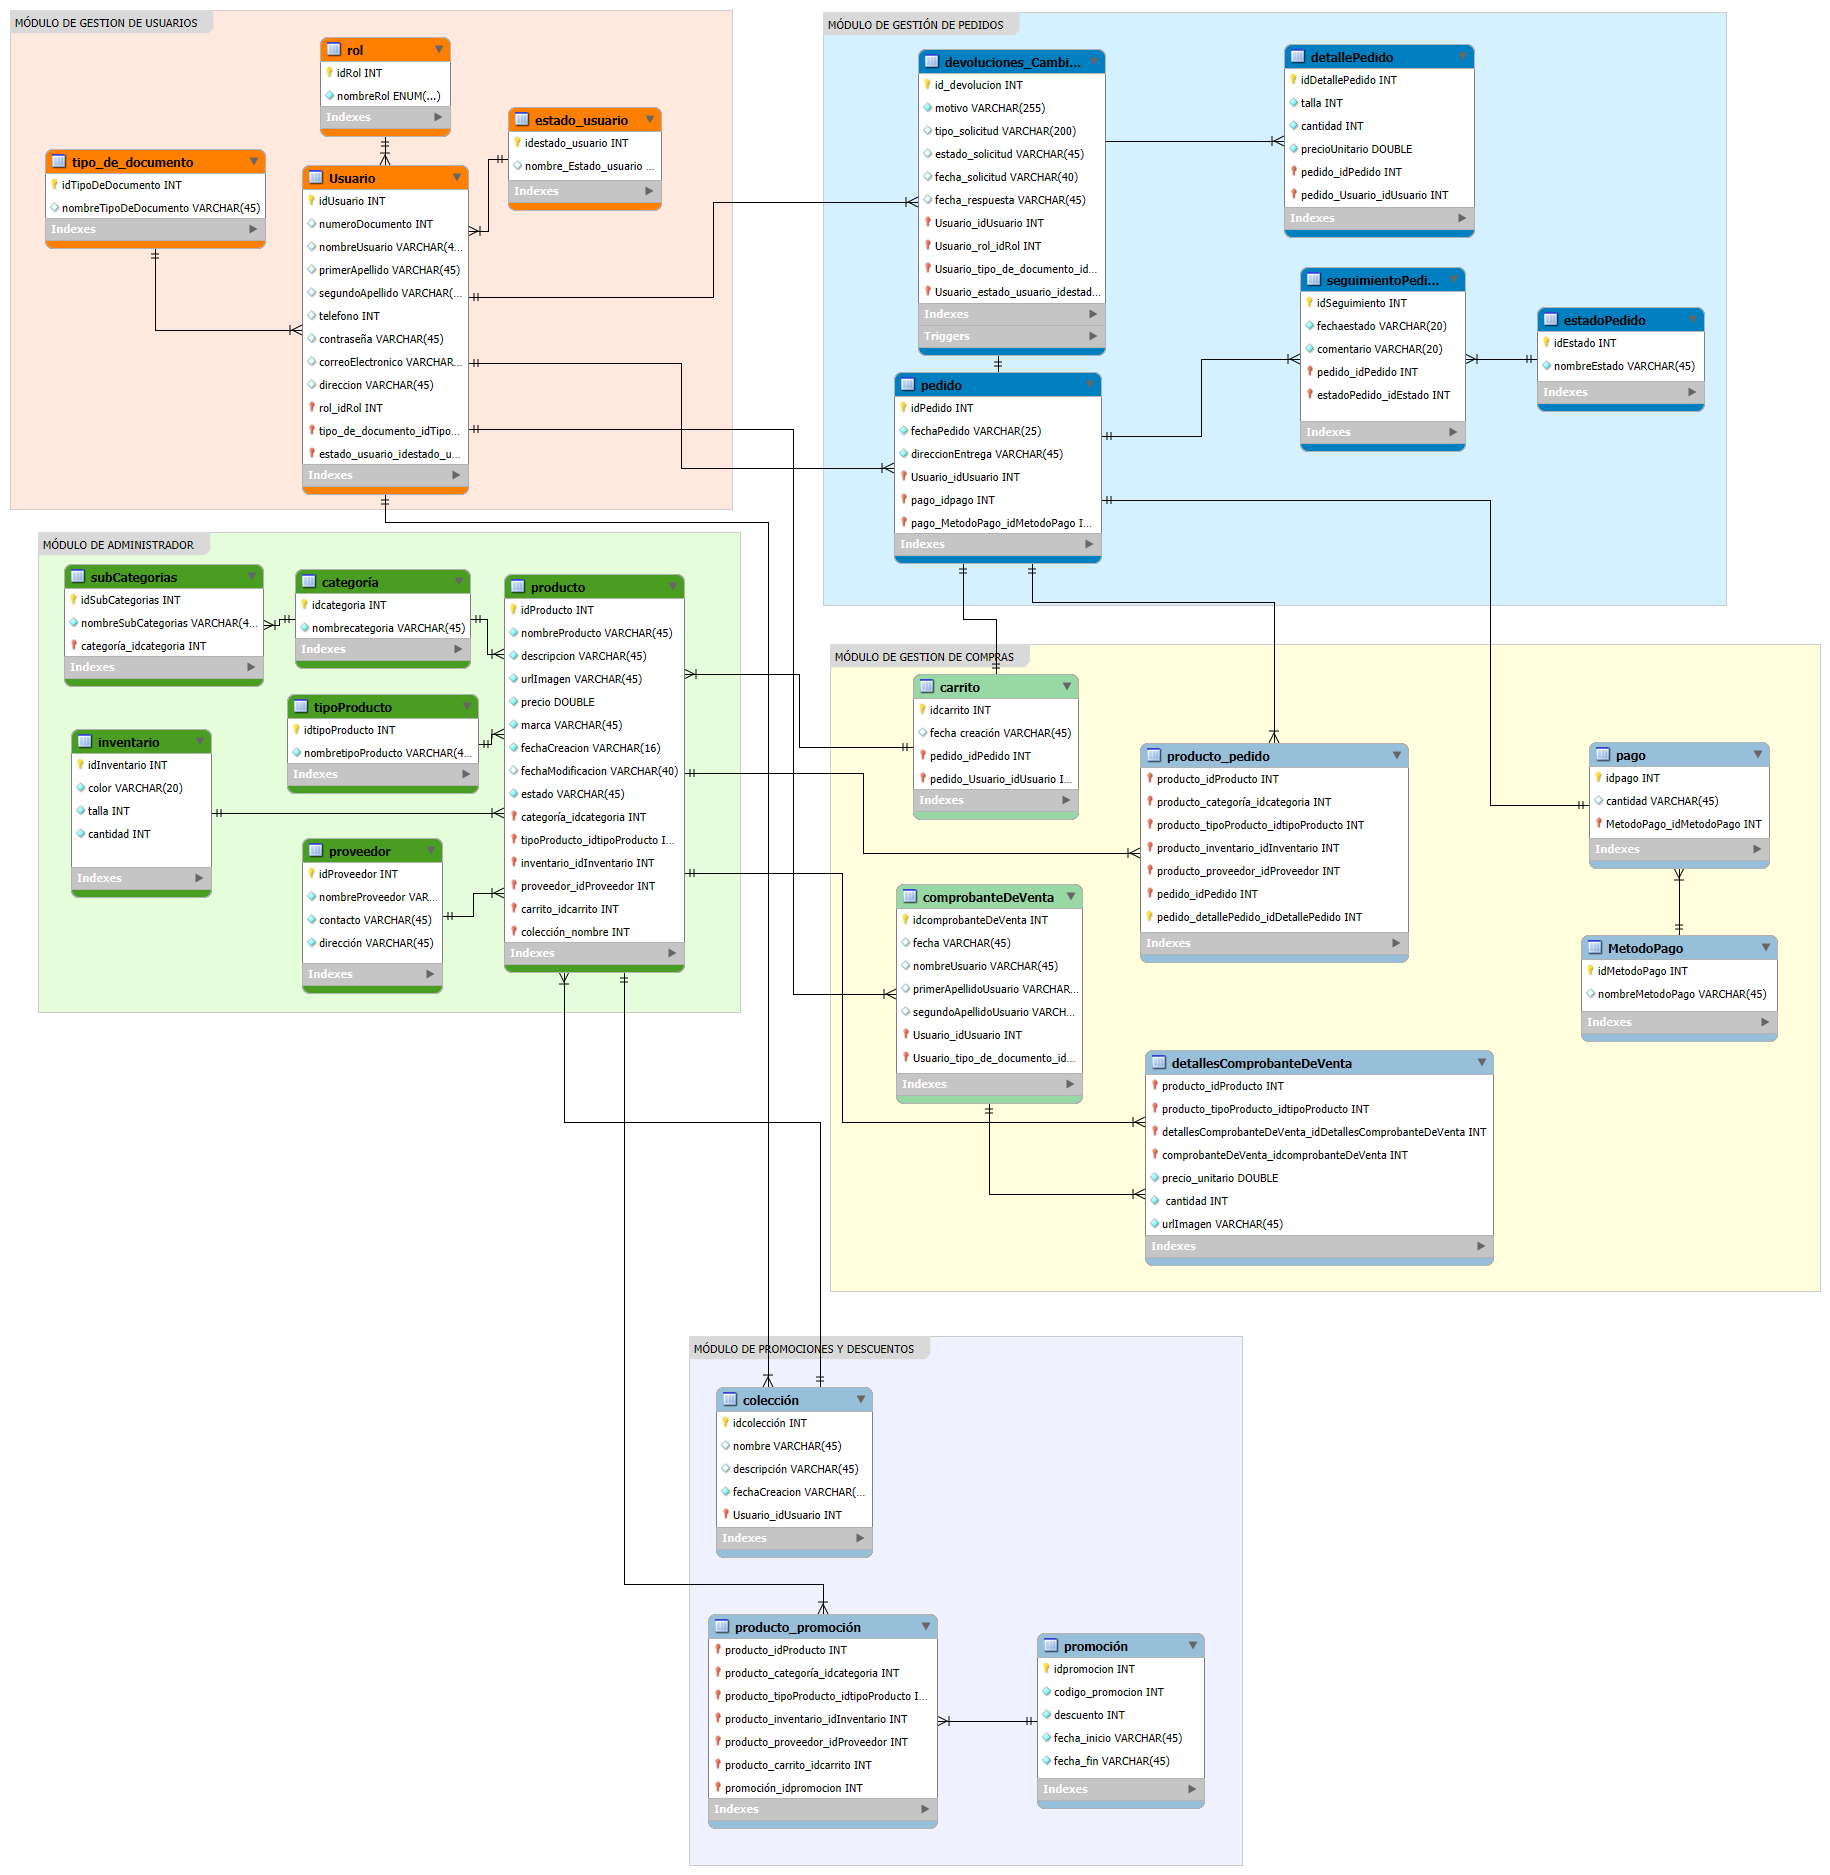 MÓDULO DE GESTION DE USUARIOS
rol
idRol INT
nombreRol ENUM(...)
Indexes
estado_usuario
idestado_usuario INT
nombre_Estado_usuario ...
Indexes
tipo_de_documento
idTipoDeDocumento INT
nombreTipoDeDocumento VARCHAR(45)
Indexes
Usuario
idUsuario INT
numeroDocumento INT
nombreUsuario VARCHAR(4...
primerApellido VARCHAR(45)
segundoApellido VARCHAR(...
telefono INT
contraseña VARCHAR(45)
correoElectronico VARCHAR...
direccion VARCHAR(45)
rol_idRol INT
tipo_de_documento_idTipo...
estado_usuario_idestado_u...
Indexes
MÓDULO DE GESTIÓN DE PEDIDOS
devoluciones_Cambi...
id_devolucion INT
motivo VARCHAR(255)
tipo_solicitud VARCHAR(200)
estado_solicitud VARCHAR(45)
fecha_solicitud VARCHAR(40)
fecha_respuesta VARCHAR(45)
Usuario_idUsuario INT
Usuario_rol_idRol INT
Usuario_tipo_de_documento_id...
Usuario_estado_usuario_idestad...
Indexes
Triggers
detallePedido
idDetallePedido INT
talla INT
cantidad INT
precioUnitario DOUBLE
pedido_idPedido INT
pedido_Usuario_idUsuario INT
Indexes
seguimientoPedi...
idSeguimiento INT
fechaestado VARCHAR(20)
comentario VARCHAR(20)
pedido_idPedido INT
estadoPedido_idEstado INT
Indexes
estadoPedido
idEstado INT
nombreEstado VARCHAR(45)
Indexes
pedido
idPedido INT
fechaPedido VARCHAR(25)
direccionEntrega VARCHAR(45)
Usuario_idUsuario INT
pago_idpago INT
pago_MetodoPago_idMetodoPago I...
Indexes
MÓDULO DE ADMINISTRADOR
subCategorias
idSubCategorias INT
nombreSubCategorias VARCHAR(4...
categoría_idcategoria INT
Indexes
categoría
idcategoria INT
nombrecategoria VARCHAR(45)
Indexes
tipoProducto
idtipoProducto INT
nombretipoProducto VARCHAR(4...
Indexes
inventario
idInventario INT
color VARCHAR(20)
talla INT
cantidad INT
Indexes
proveedor
idProveedor INT
nombreProveedor VAR...
contacto VARCHAR(45)
dirección VARCHAR(45)
Indexes
producto
idProducto INT
nombreProducto VARCHAR(45)
descripcion VARCHAR(45)
urlImagen VARCHAR(45)
precio DOUBLE
marca VARCHAR(45)
fechaCreacion VARCHAR(16)
fechaModificacion VARCHAR(40)
estado VARCHAR(45)
categoría_idcategoria INT
tipoProducto_idtipoProducto I...
inventario_idInventario INT
proveedor_idProveedor INT
carrito_idcarrito INT
colección_nombre INT
Indexes
MÓDULO DE GESTION DE COMPRAS
carrito
idcarrito INT
fecha creación VARCHAR(45)
pedido_idPedido INT
pedido_Usuario_idUsuario I...
Indexes
producto_pedido
producto_idProducto INT
producto_categoría_idcategoria INT
producto_tipoProducto_idtipoProducto INT
producto_inventario_idInventario INT
producto_proveedor_idProveedor INT
pedido_idPedido INT
pedido_detallePedido_idDetallePedido INT
Indexes
pago
idpago INT
cantidad VARCHAR(45)
MetodoPago_idMetodoPago INT
Indexes
MetodoPago
idMetodoPago INT
nombreMetodoPago VARCHAR(45)
Indexes
comprobanteDeVenta
idcomprobanteDeVenta INT
fecha VARCHAR(45)
nombreUsuario VARCHAR(45)
primerApellidoUsuario VARCHAR...
segundoApellidoUsuario VARCH...
Usuario_idUsuario INT
Usuario_tipo_de_documento_id...
Indexes
detallesComprobanteDeVenta
producto_idProducto INT
producto_tipoProducto_idtipoProducto INT
detallesComprobanteDeVenta_idDetallesComprobanteDeVenta INT
comprobanteDeVenta_idcomprobanteDeVenta INT
precio_unitario DOUBLE
cantidad INT
urlImagen VARCHAR(45)
Indexes
MÓDULO DE PROMOCIONES Y DESCUENTOS
colección
idcolección INT
nombre VARCHAR(45)
descripción VARCHAR(45)
fechaCreacion VARCHAR(...
Usuario_idUsuario INT
Indexes
producto_promoción
producto_idProducto INT
producto_categoría_idcategoria INT
producto_tipoProducto_idtipoProducto I...
producto_inventario_idInventario INT
producto_proveedor_idProveedor INT
producto_carrito_idcarrito INT
promoción_idpromocion INT
Indexes
promoción
idpromocion INT
codigo_promocion INT
descuento INT
fecha_inicio VARCHAR(45)
fecha_fin VARCHAR(45)
Indexes